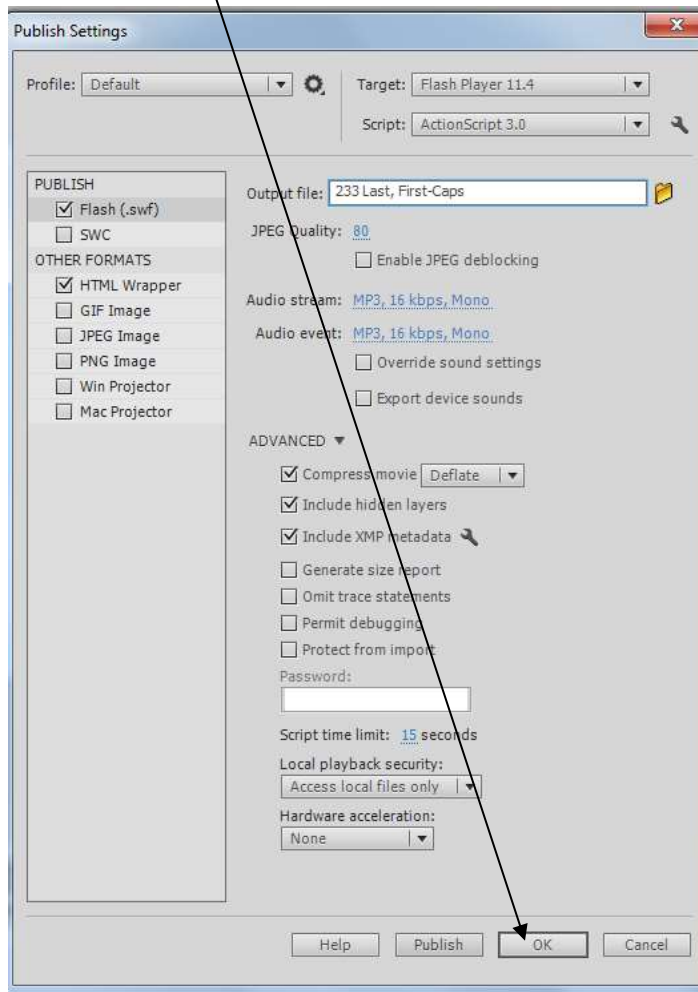 Publish Settings
Profile: Default
Target: Flash Player 11.4
Script: ActionScript 3.0
PUBLISH
Flash (.swf)
SWC
OTHER FORMATS
HTML Wrapper
GIF Image
JPEG Image
PNG Image
Win Projector
Mac Projector
Output file: 233 Last, First-Caps
JPEG Quality: 80
Enable JPEG deblocking
Audio stream: MP3, 16 kbps, Mono
Audio event: MP3, 16 kbps, Mono
Override sound settings
Export device sounds
ADVANCED
Compress movie Deflate
Include hidden layers
Include XMP metadata
Generate size report
Omit trace statements
Permit debugging
Protect from import
Password:
Script time limit: 15 seconds
Local playback security:
Access local files only
Hardware acceleration:
None
Help Publish OK Cancel